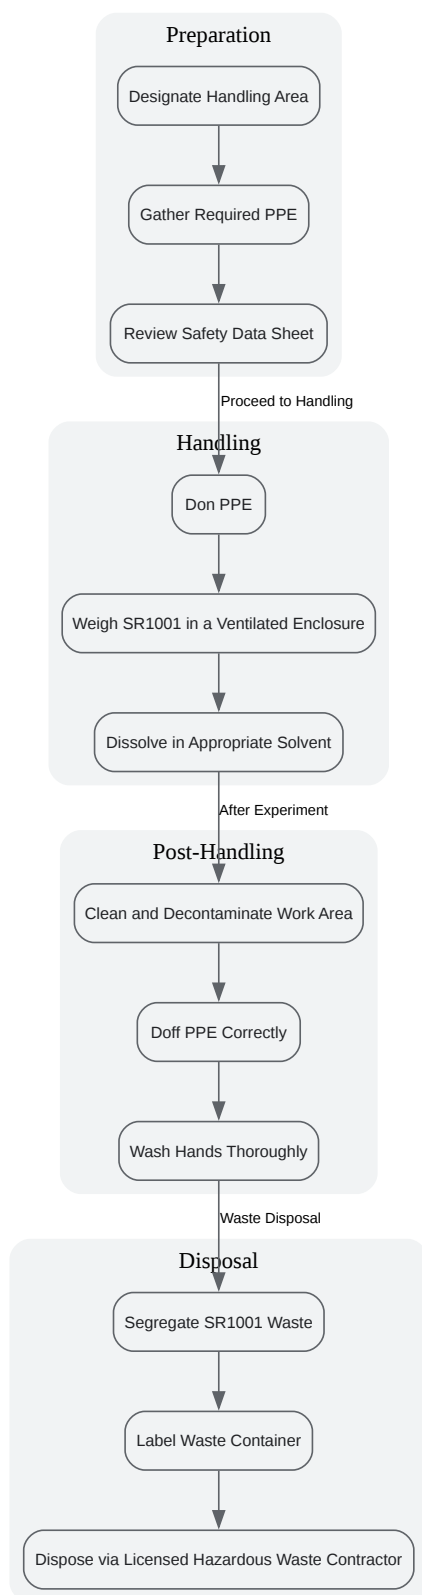 Preparation
Designate Handling Area
Gather Required PPE
Review Safety Data Sheet
Proceed to Handling
Handling
Don PPE
Weigh SR1001 in a Ventilated Enclosure
Dissolve in Appropriate Solvent
After Experiment
Post-Handling
Clean and Decontaminate Work Area
Doff PPE Correctly
Wash Hands Thoroughly
Waste Disposal
Disposal
Segregate SR1001 Waste
Label Waste Container
Dispose via Licensed Hazardous Waste Contractor